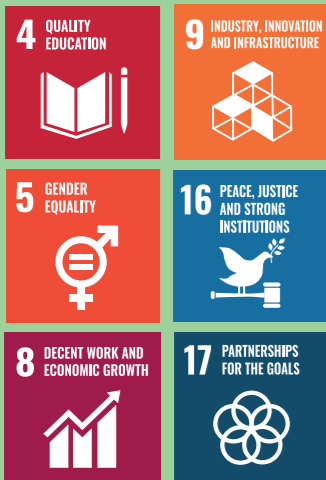 4 QUALITY
EDUCATION
9 INDUSTRY, INNOVATION
AND INFRASTRUCTURE
5 GENDER
EQUALITY
16 PEACE, JUSTICE
AND STRONG
INSTITUTIONS
8 DECENT WORK AND
ECONOMIC GROWTH
17 PARTNERSHIPS
FOR THE GOALS